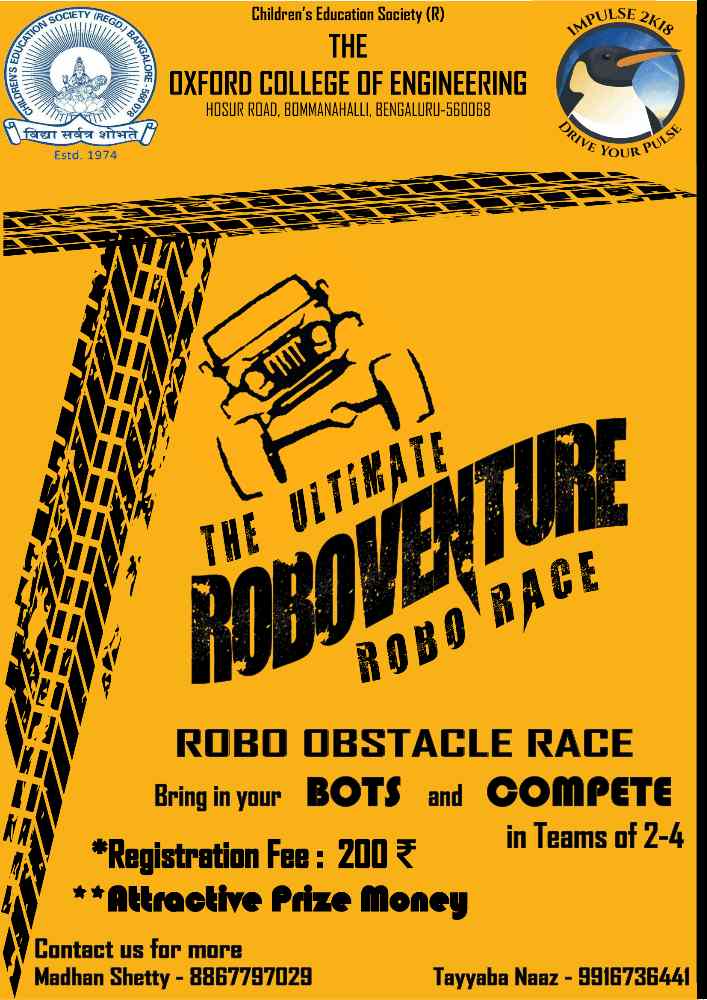 Children's Education Society (R)
THE
OXFORD COLLEGE OF ENGINEERING
HOSUR ROAD, BOMMANAHALLI, BENGALURU-560068
CHILDREN'S EDUCATION SOCIETY (REGD.) BANGALORE - 560 078
विद्या सर्वत्र शोभते
Estd. 1974
IMPULSE 2K18
DRIVE YOUR PULSE
THE ULTIMATE
ROBOVENTURE
ROBO RACE
ROBO OBSTACLE RACE
Bring in your BOTS and COMPETE
in Teams of 2-4
*Registration Fee : 200 ₹
**Attractive Prize Money
Contact us for more
Madhan Shetty - 8867797029
Tayyaba Naaz - 9916736441